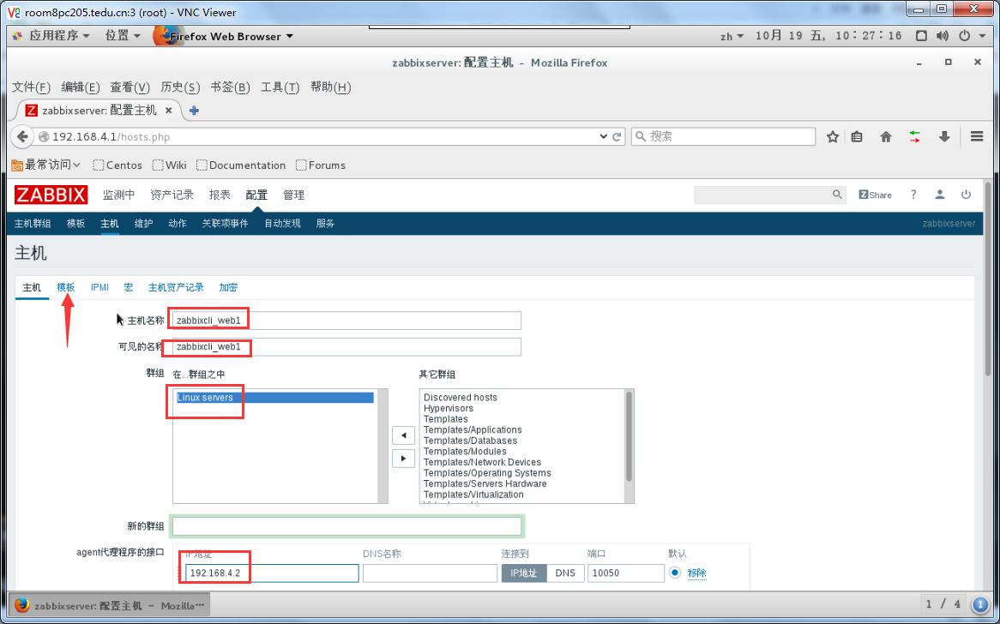 room8pc205.tedu.cn:3 (root) - VNC Viewer
应用程序 位置 Firefox Web Browser zh 10月 19 五, 10:27:16
zabbixserver: 配置主机 - Mozilla Firefox
文件(F) 编辑(E) 查看(V) 历史(S) 书签(B) 工具(T) 帮助(H)
zabbixserver: 配置主机
192.168.4.1/hosts.php 搜索
最常访问 Centos Wiki Documentation Forums
ZABBIX 监测中 资产记录 报表 配置 管理 Z Share ?
主机群组 模板 主机 维护 动作 关联项事件 自动发现 服务 zabbixserver
主机
主机 模板 IPMI 宏 主机资产记录 加密
主机名称 zabbixcli_web1
可见的名称 zabbixcli_web1
群组 在...群组之中 其它群组
Linux servers
Discovered hosts
Hypervisors
Templates
Templates/Applications
Templates/Databases
Templates/Modules
Templates/Network Devices
Templates/Operating Systems
Templates/Servers Hardware
Templates/Virtualization
新的群组
agent代理程序的接口 IP地址 DNS名称 连接到 端口 默认
192.168.4.2 IP地址 DNS 10050 移除
zabbixserver: 配置主机 - Mozilla… 1 / 4 1